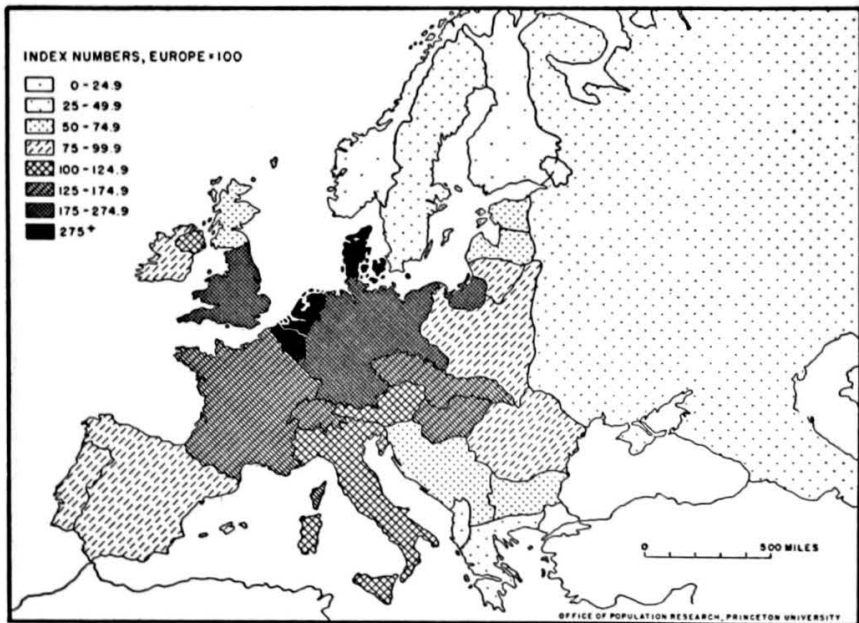 INDEX NUMBERS, EUROPE=100
0-24.9
25-49.9
50-74.9
75-99.9
100-124.9
125-174.9
175-274.9
275+
0 500 MILES
OFFICE OF POPULATION RESEARCH, PRINCETON UNIVERSITY